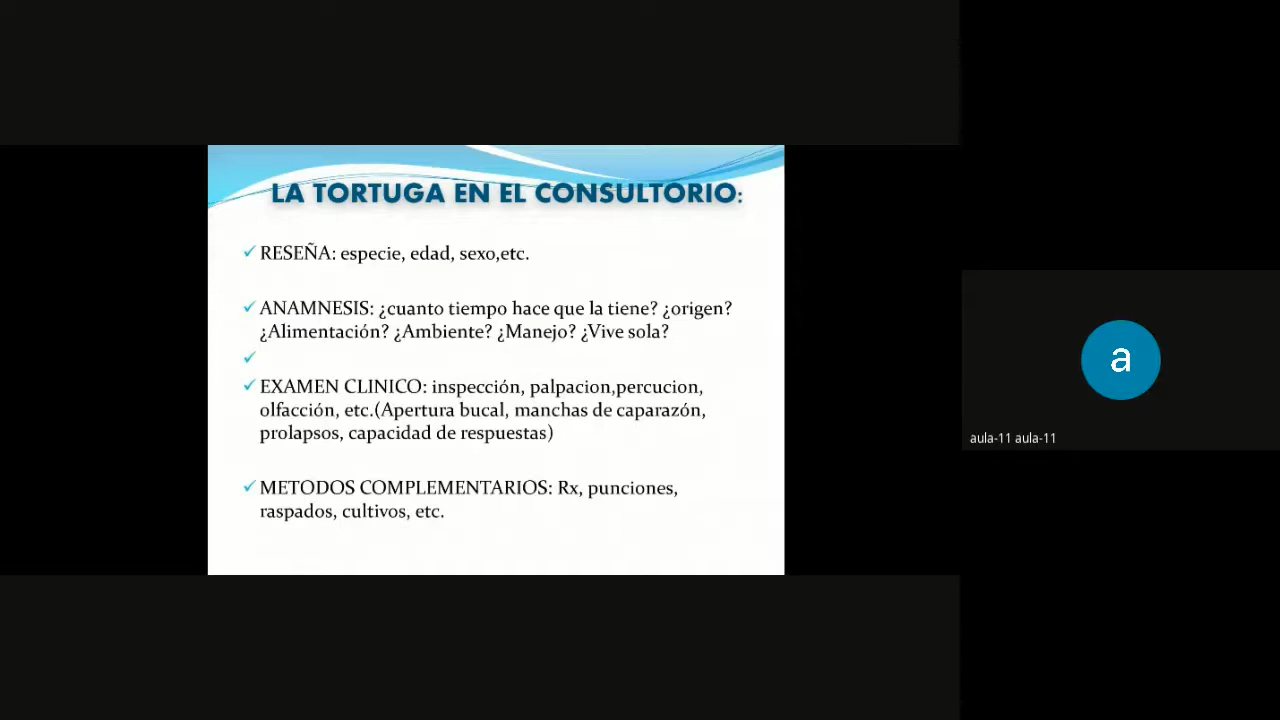 LA TORTUGA EN EL CONSULTORIO:
✓ RESEÑA: especie, edad, sexo,etc.
✓ ANAMNESIS: ¿cuanto tiempo hace que la tiene? ¿origen?
¿Alimentación? ¿Ambiente? ¿Manejo? ¿Vive sola?
✓
✓ EXAMEN CLINICO: inspección, palpacion,percucion,
olfacción, etc.(Apertura bucal, manchas de caparazón,
prolapsos, capacidad de respuestas)
✓ METODOS COMPLEMENTARIOS: Rx, punciones,
raspados, cultivos, etc.
a
aula-11 aula-11